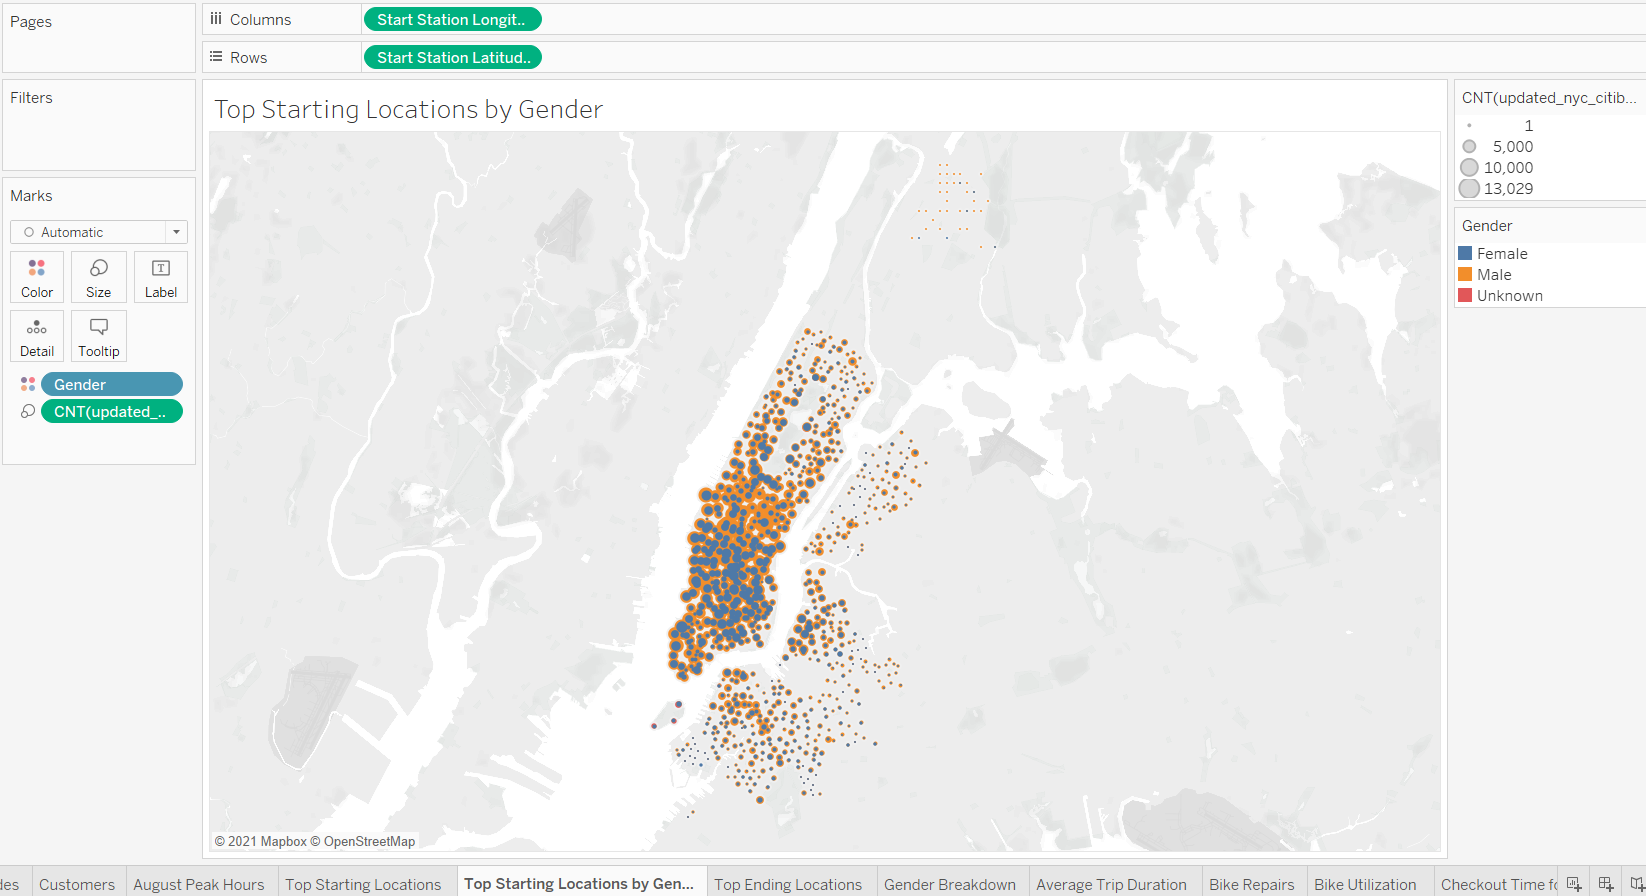 Pages
Columns
Start Station Longit..
Rows
Start Station Latitud..
Filters
Marks
Automatic
Color
Size
Label
Detail
Tooltip
Gender
CNT(updated_..
Top Starting Locations by Gender
© 2021 Mapbox © OpenStreetMap
CNT(updated_nyc_citib...
1
5,000
10,000
13,029
Gender
Female
Male
Unknown
des Customers August Peak Hours Top Starting Locations Top Starting Locations by Gen... Top Ending Locations Gender Breakdown Average Trip Duration Bike Repairs Bike Utilization Checkout Time fo